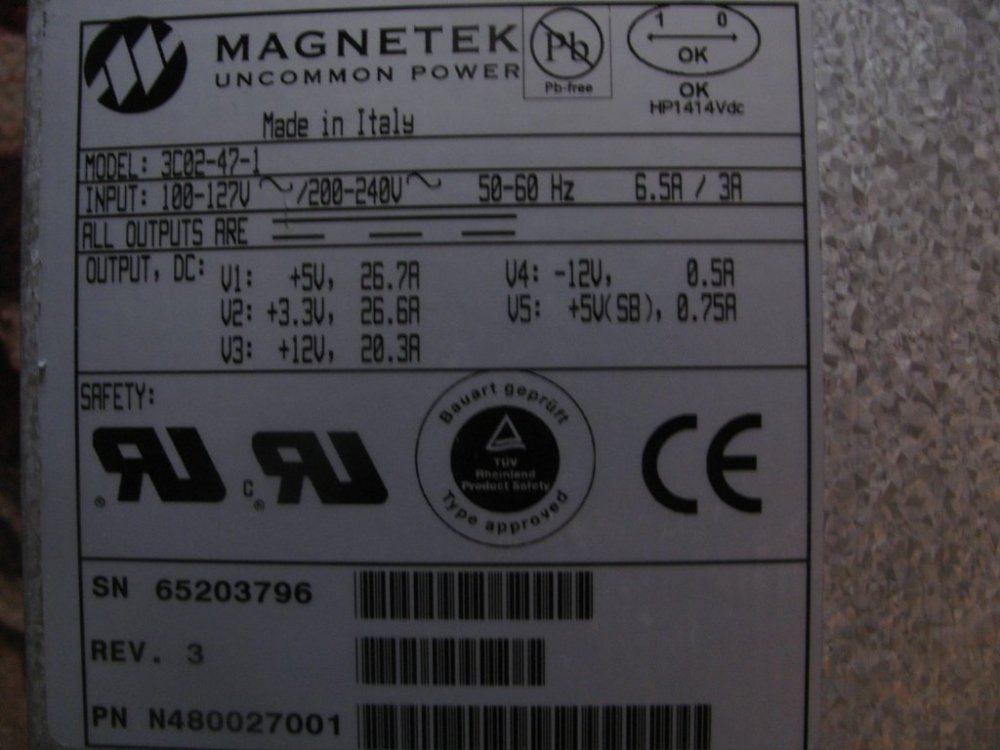 MAGNETEK
UNCOMMON POWER
Pb
Pb-free
1 0
OK
OK
HP1414Vdc
Made in Italy
MODEL: 3C02-47-1
INPUT: 100-127V~/200-240V~ 50-60 Hz 6.5A / 3A
ALL OUTPUTS ARE
OUTPUT, DC: V1: +5V, 26.7A V4: -12V, 0.5A
V2: +3.3V, 26.6A V5: +5V(SB), 0.75A
V3: +12V, 20.3A
SAFETY:
RU ®
C RU ®
Bauart geprüft
TÜV
Rheinland
Product Safety
Type approved
CE
SN 65203796
REV. 3
PN N480027001